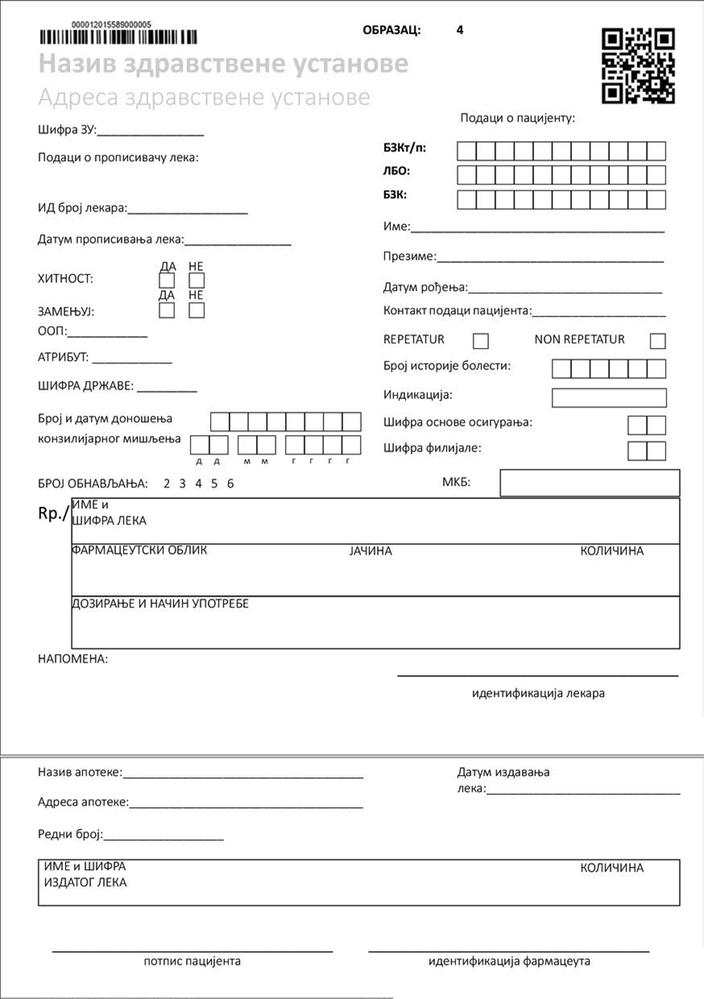 000012015589000005
ОБРАЗАЦ: 4
Назив здравствене установе
Адреса здравствене установе
Шифра ЗУ:________________
Подаци о прописивачу лека:
ИД број лекара:__________________
Датум прописивања лека:________________
ДА НЕ
ХИТНОСТ:
ДА НЕ
ЗАМЕЊУЈ:
ООП:____________
АТРИБУТ: ____________
ШИФРА ДРЖАВЕ: _________
Број и датум доношења
конзилијарног мишљења
д д м м г г г г
БРОЈ ОБНАВЉАЊА: 2 3 4 5 6
Подаци о пацијенту:
БЗКт/п:
ЛБО:
БЗК:
Име:______________________________________
Презиме:__________________________________
Датум рођења:_____________________________
Контакт подаци пацијента:____________________
REPETATUR NON REPETATUR
Број историје болести:
Индикација:
Шифра основе осигурања:
Шифра филијале:
МКБ:
Rp./
ИМЕ и
ШИФРА ЛЕКА
ФАРМАЦЕУТСКИ ОБЛИК ЈАЧИНА КОЛИЧИНА
ДОЗИРАЊЕ И НАЧИН УПОТРЕБЕ
НАПОМЕНА:
идентификација лекара
Назив апотеке:____________________________________
Адреса апотеке:___________________________________
Редни број:__________________
Датум издавања
лека:_____________________________
ИМЕ и ШИФРА
ИЗДАТОГ ЛЕКА
КОЛИЧИНА
потпис пацијента
идентификација фармацеута